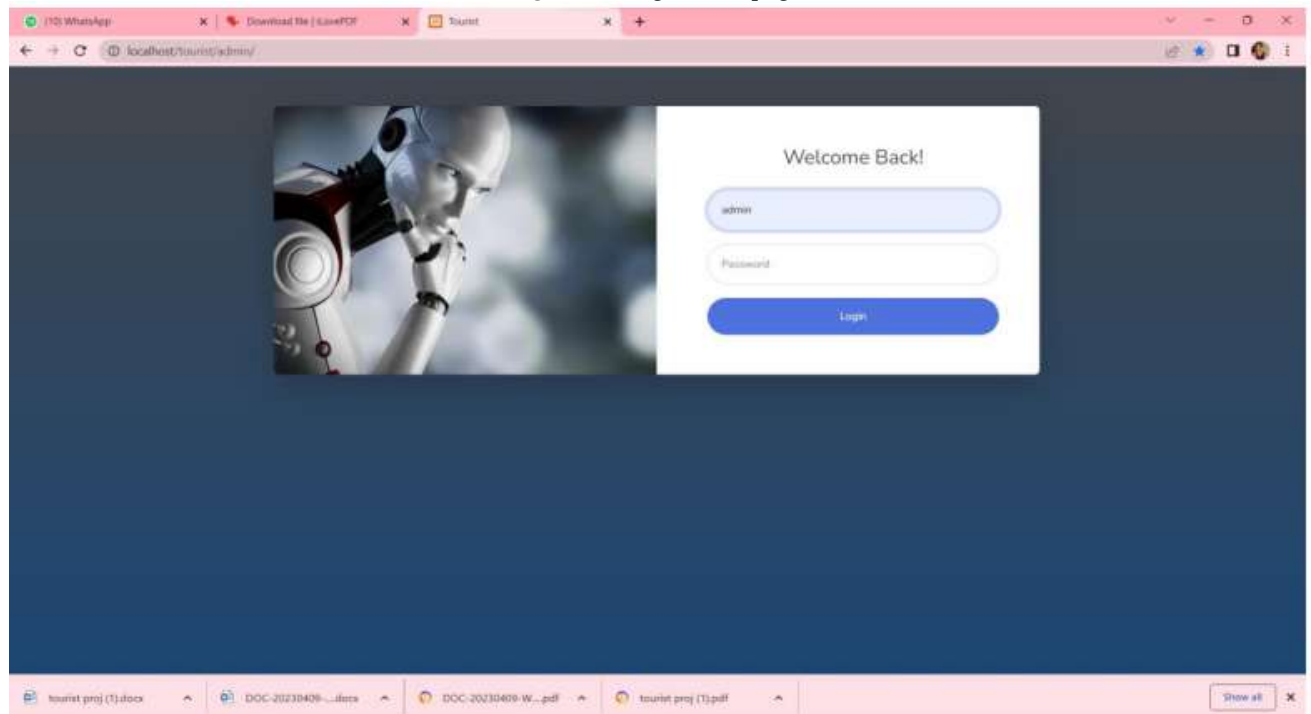 (10) WhatsApp
Download file | iLovePDF
Tourist
localhost/tourist/admin/
Welcome Back!
admin
Password
Login
tourist proj (1).docx
DOC-20230409-....docx
DOC-20230409-W....pdf
tourist proj (1).pdf
Show all